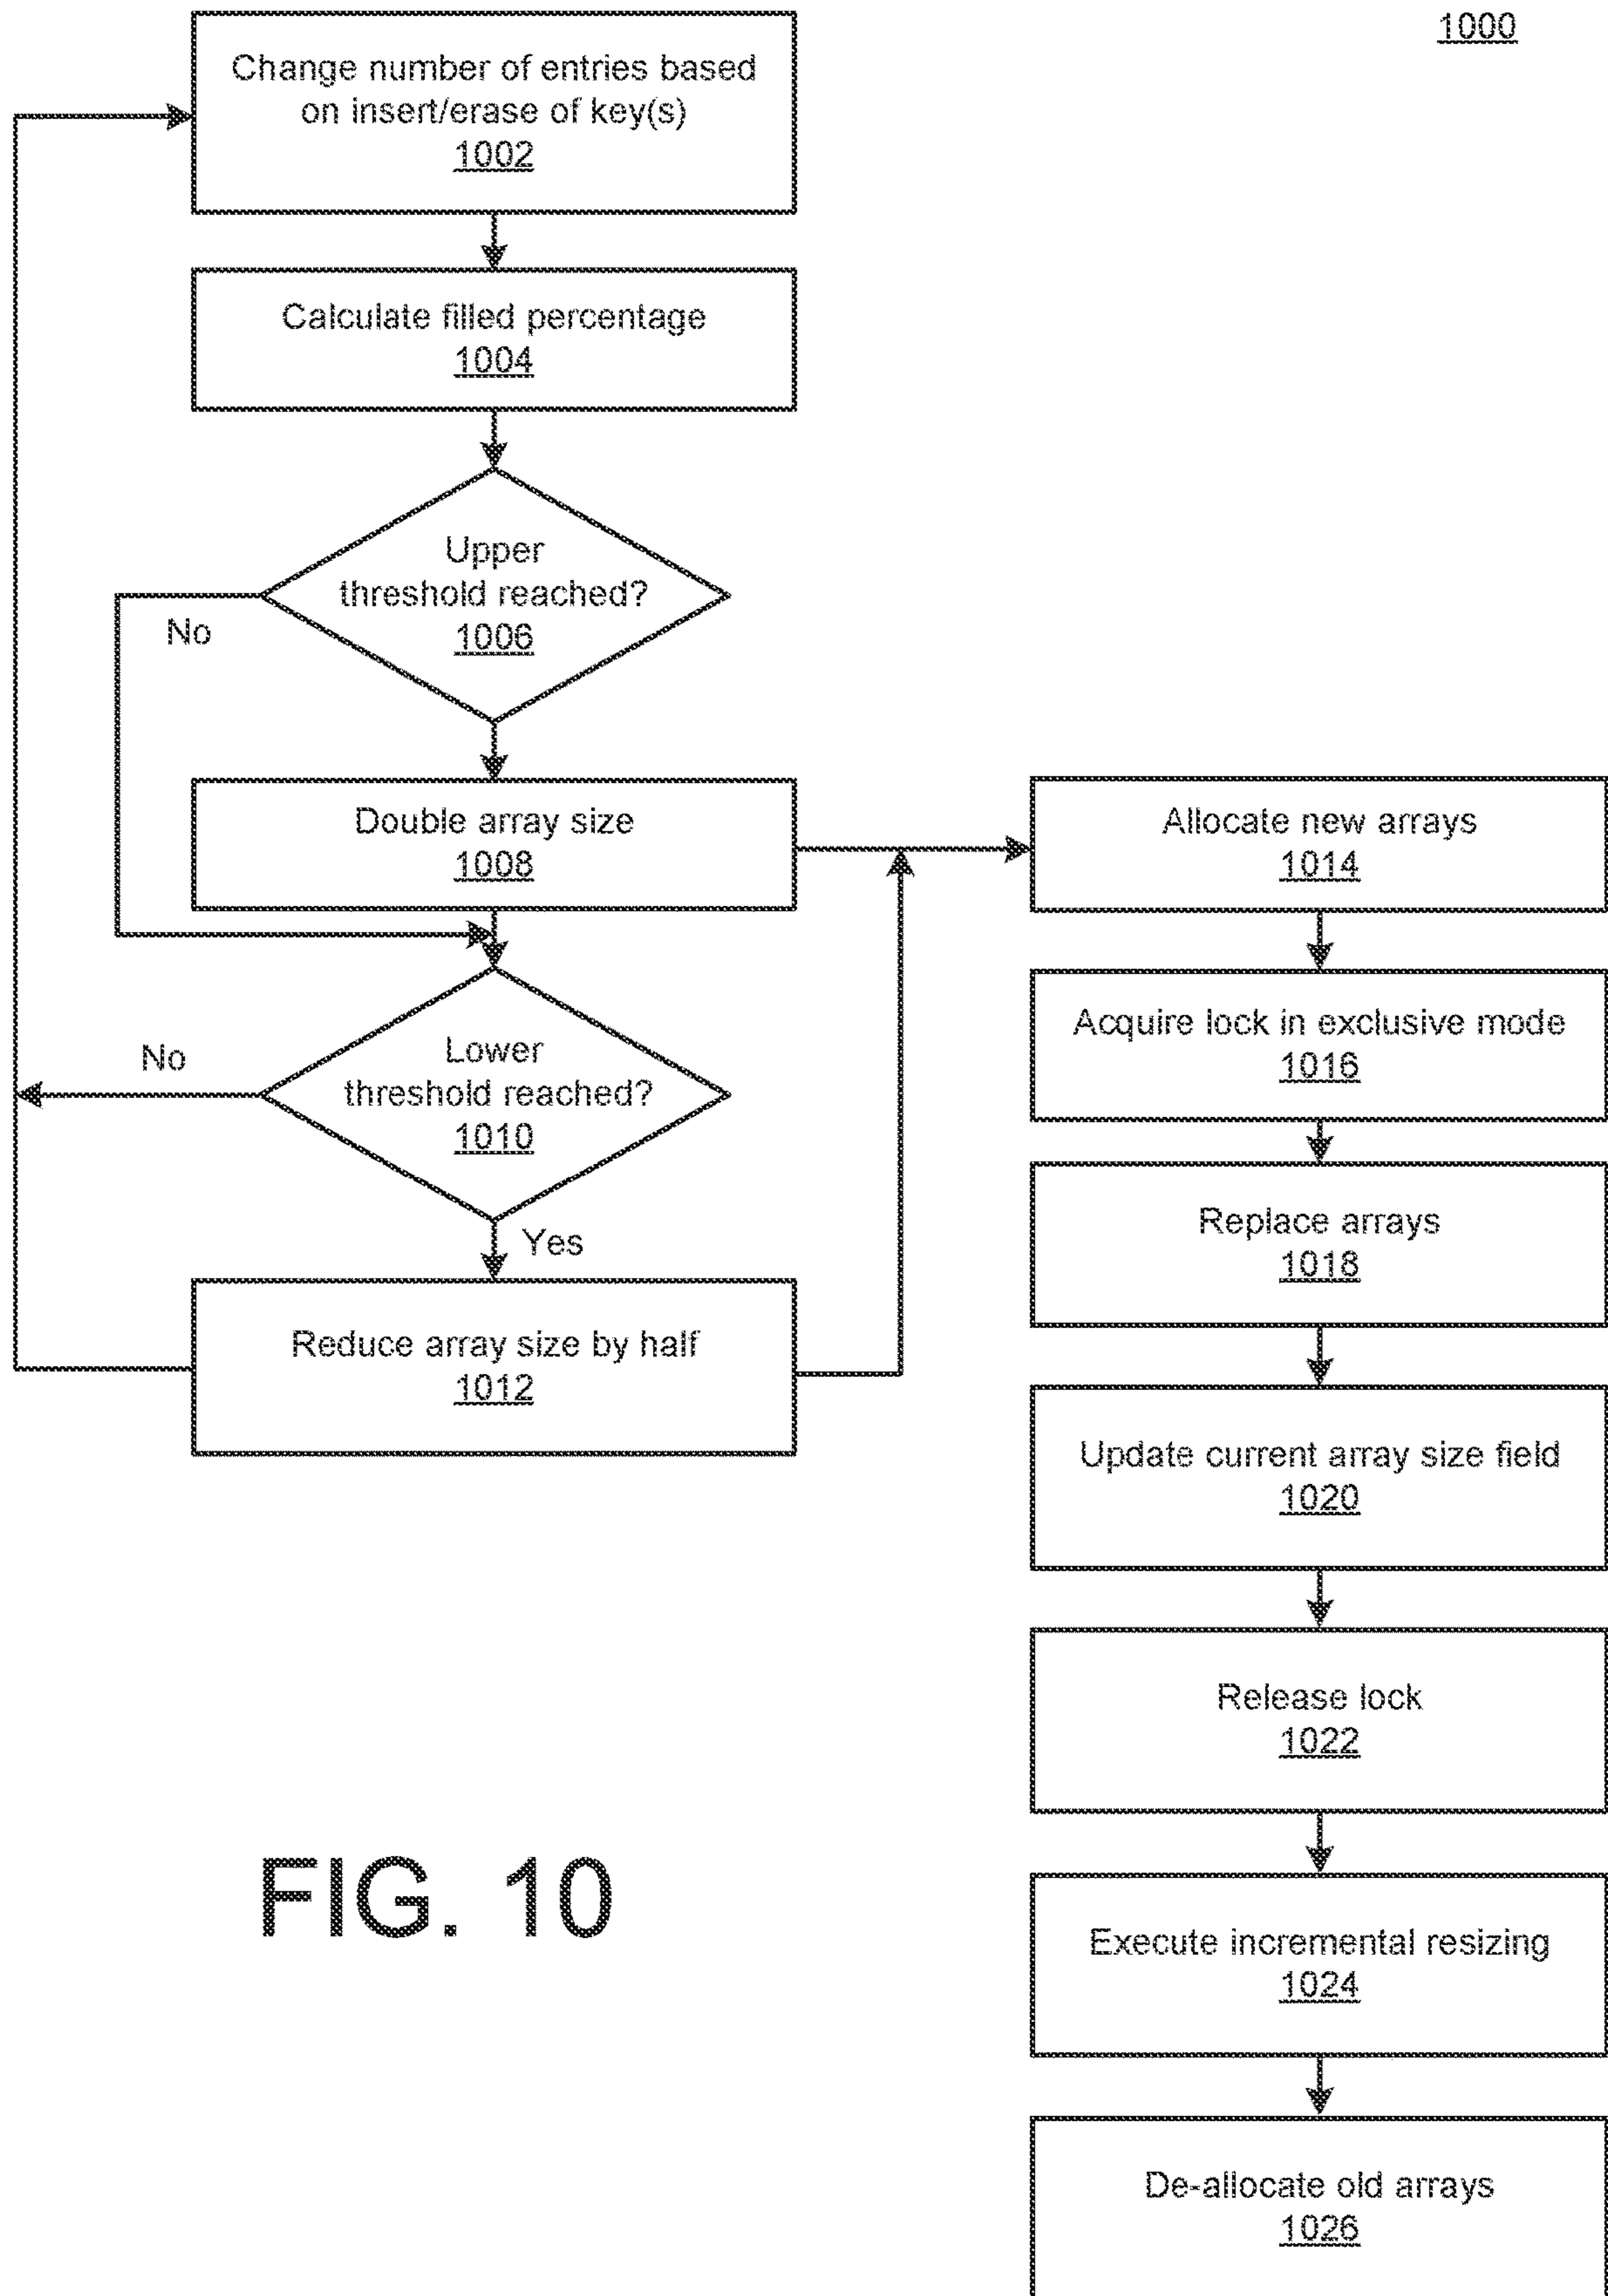 1000
Change number of entries based
on insert/erase of key(s)
1002
Calculate filled percentage
1004
Upper
threshold reached?
1006
No
Double array size
1008
Lower
threshold reached?
1010
No
Yes
Reduce array size by half
1012
Allocate new arrays
1014
Acquire lock in exclusive mode
1016
Replace arrays
1018
Update current array size field
1020
Release lock
1022
Execute incremental resizing
1024
De-allocate old arrays
1026
FIG. 10